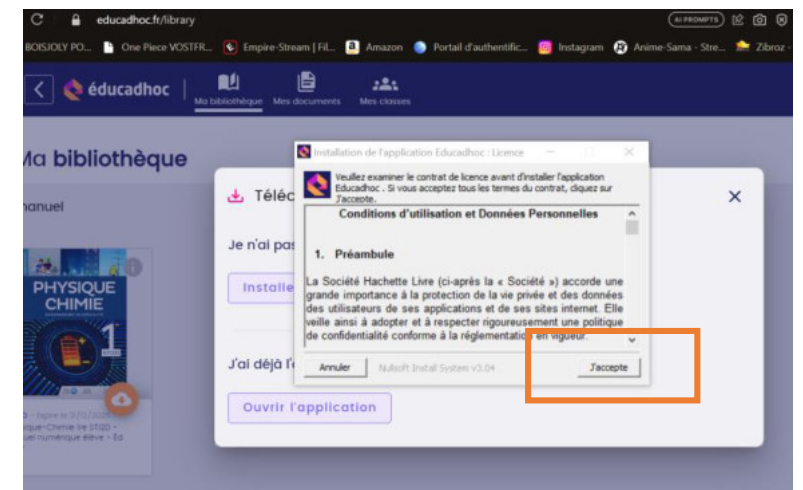 educadhoc.fr/library
AI PROMPTS
BOISJOLY PO...
One Piece VOSTFR...
Empire-Stream | Fil...
Amazon
Portail d'authentific...
Instagram
Anime-Sama - Stre...
Zibroz -
éducadhoc
Ma bibliothèque
Mes documents
Mes classes
Ma bibliothèque
manuel
PHYSIQUE
CHIMIE
1
Téléc
Je n'ai pas
Installe
J'ai déjà l'
Ouvrir l'application
Installation de l'application Educadhoc : Licence
Veuillez examiner le contrat de licence avant d'installer l'application
Educadhoc . Si vous acceptez tous les termes du contrat, cliquez sur
J'accepte.
Conditions d'utilisation et Données Personnelles
1. Préambule
La Société Hachette Livre (ci-après la « Société ») accorde une
grande importance à la protection de la vie privée et des données
des utilisateurs de ses applications et de ses sites internet. Elle
veille ainsi à adopter et à respecter rigoureusement une politique
de confidentialité conforme à la réglementation en vigueur.
Annuler
Nullsoft Install System v3.04
J'accepte